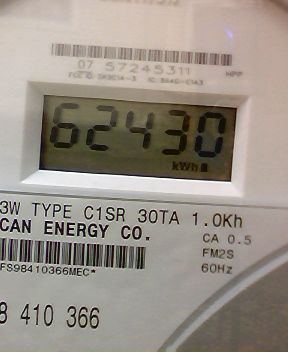 07 57245311 HPP
62430
kWh
3W TYPE C1SR 30TA 1.0Kh
CAN ENERGY CO. CA 0.5
FM2S
FS98410366MEC* 60Hz
8 410 366